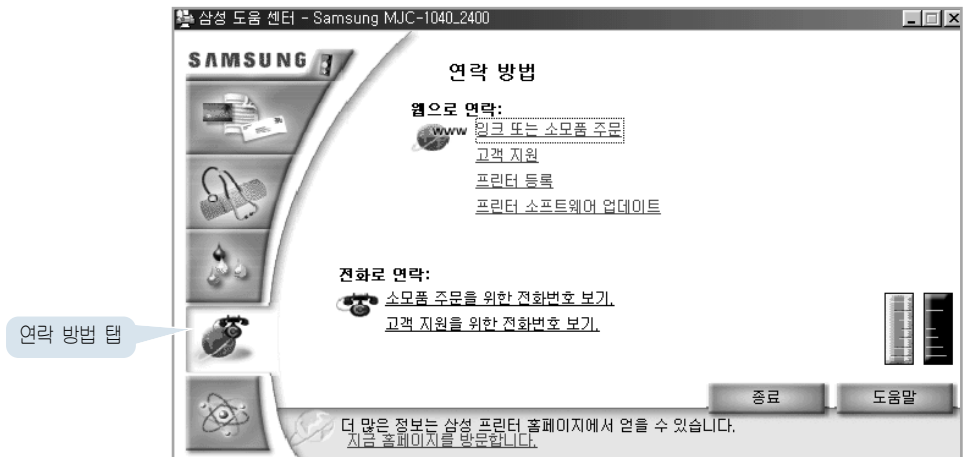 삼성 도움 센터 - Samsung MJC-1040_2400
SAMSUNG
연락 방법
웹으로 연락:
www 잉크 또는 소모품 주문
고객 지원
프린터 등록
프린터 소프트웨어 업데이트
전화로 연락:
소모품 주문을 위한 전화번호 보기.
고객 지원을 위한 전화번호 보기.
연락 방법 탭
종료
도움말
더 많은 정보는 삼성 프린터 홈페이지에서 얻을 수 있습니다.
지금 홈페이지를 방문합니다.